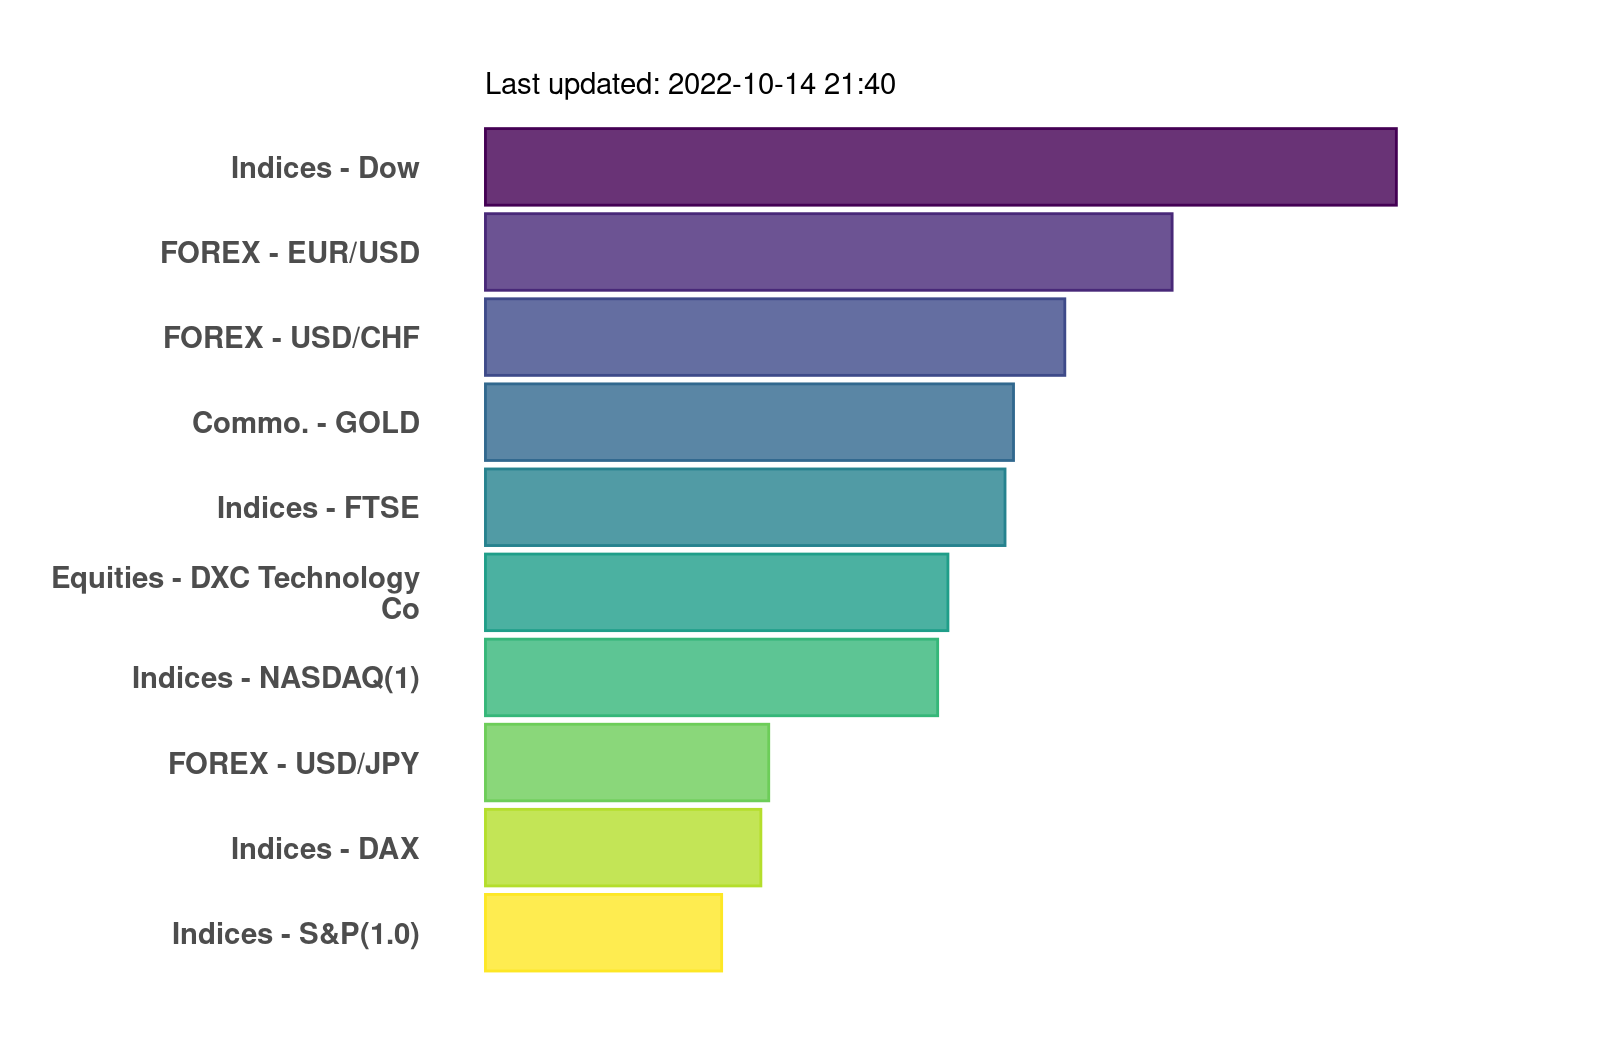 Last updated: 2022-10-14 21:40
Indices - Dow
FOREX - EUR/USD
FOREX - USD/CHF
Commo. - GOLD
Indices - FTSE
Equities - DXC Technology
Co
Indices - NASDAQ(1)
FOREX - USD/JPY
Indices - DAX
Indices - S&P(1.0)